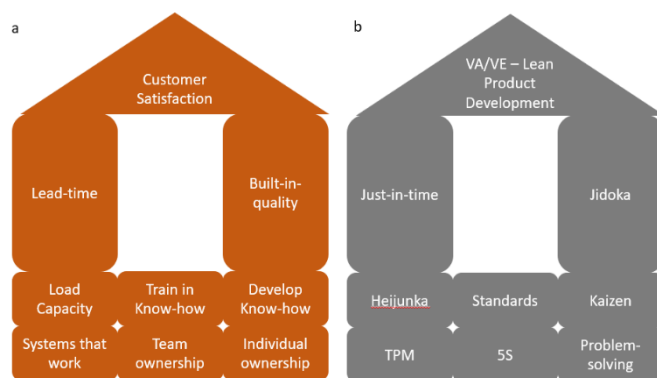 a
Customer
Satisfaction
Lead-time
Built-in-
quality
Load
Capacity
Train in
Know-how
Develop
Know-how
Systems that
work
Team
ownership
Individual
ownership
b
VA/VE – Lean
Product
Development
Just-in-time
Jidoka
Heijunka
Standards
Kaizen
TPM
5S
Problem-
solving